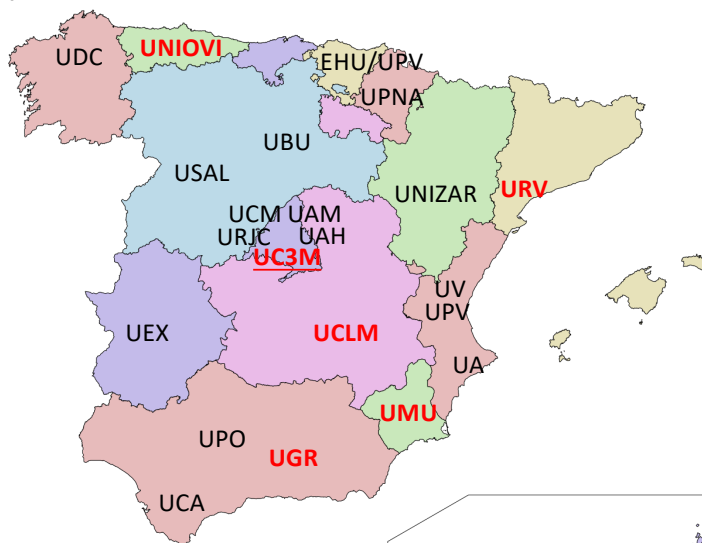 UDC
UNIOVI
EHU/UPV
UPNA
UBU
USAL
UNIZAR
URV
UCM UAM
URJC UAH
UC3M
UV
UPV
UEX
UCLM
UA
UMU
UPO
UGR
UCA